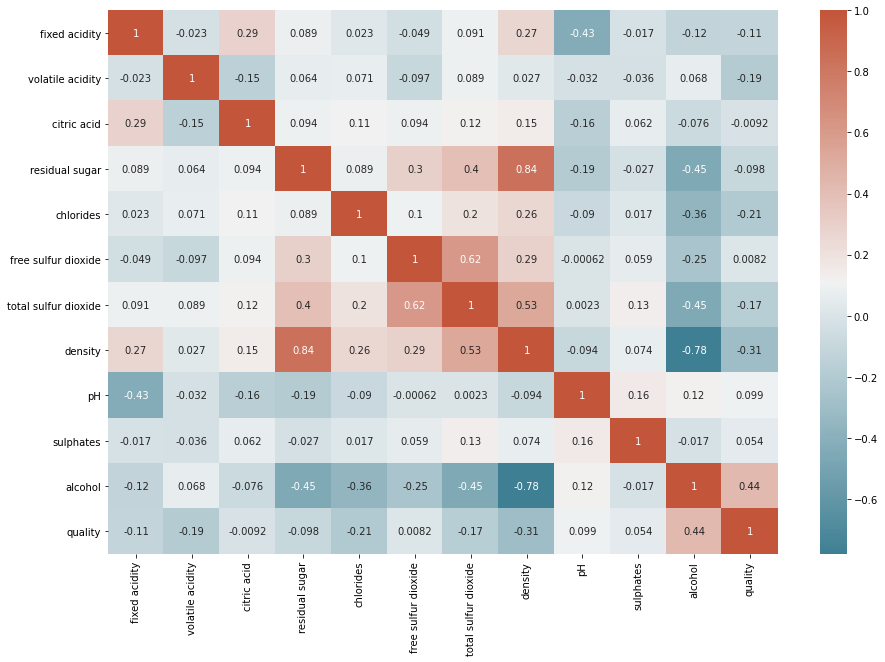 fixed acidity 1 -0.023 0.29 0.089 0.023 -0.049 0.091 0.27 -0.43 -0.017 -0.12 -0.11
volatile acidity -0.023 1 -0.15 0.064 0.071 -0.097 0.089 0.027 -0.032 -0.036 0.068 -0.19
citric acid 0.29 -0.15 1 0.094 0.11 0.094 0.12 0.15 -0.16 0.062 -0.076 -0.0092
residual sugar 0.089 0.064 0.094 1 0.089 0.3 0.4 0.84 -0.19 -0.027 -0.45 -0.098
chlorides 0.023 0.071 0.11 0.089 1 0.1 0.2 0.26 -0.09 0.017 -0.36 -0.21
free sulfur dioxide -0.049 -0.097 0.094 0.3 0.1 1 0.62 0.29 -0.00062 0.059 -0.25 0.0082
total sulfur dioxide 0.091 0.089 0.12 0.4 0.2 0.62 1 0.53 0.0023 0.13 -0.45 -0.17
density 0.27 0.027 0.15 0.84 0.26 0.29 0.53 1 -0.094 0.074 -0.78 -0.31
pH -0.43 -0.032 -0.16 -0.19 -0.09 -0.00062 0.0023 -0.094 1 0.16 0.12 0.099
sulphates -0.017 -0.036 0.062 -0.027 0.017 0.059 0.13 0.074 0.16 1 -0.017 0.054
alcohol -0.12 0.068 -0.076 -0.45 -0.36 -0.25 -0.45 -0.78 0.12 -0.017 1 0.44
quality -0.11 -0.19 -0.0092 -0.098 -0.21 0.0082 -0.17 -0.31 0.099 0.054 0.44 1
fixed acidity
volatile acidity
citric acid
residual sugar
chlorides
free sulfur dioxide
total sulfur dioxide
density
pH
sulphates
alcohol
quality
1.0
0.8
0.6
0.4
0.2
0.0
−0.2
−0.4
−0.6